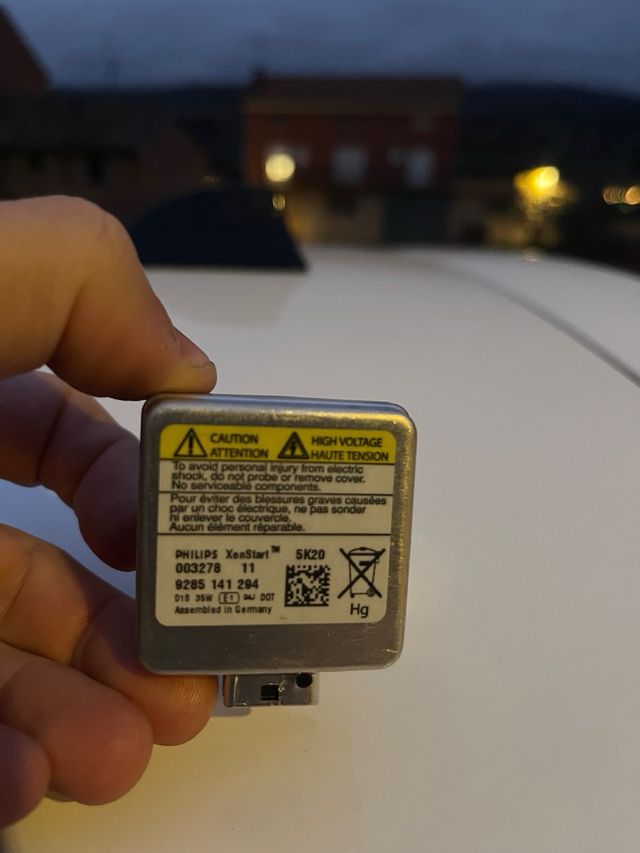 CAUTION
ATTENTION
HIGH VOLTAGE
HAUTE TENSION
To avoid personal injury from electric
shock, do not probe or remove cover.
No serviceable components.
Pour éviter des blessures graves causées
par un choc électrique, ne pas sonder
ni enlever le couvercle.
Aucun élément réparable.
PHILIPS XenStart™ 5K20
003278 11
9285 141 294
D1S 35W E1 04J DOT
Assembled in Germany
Hg